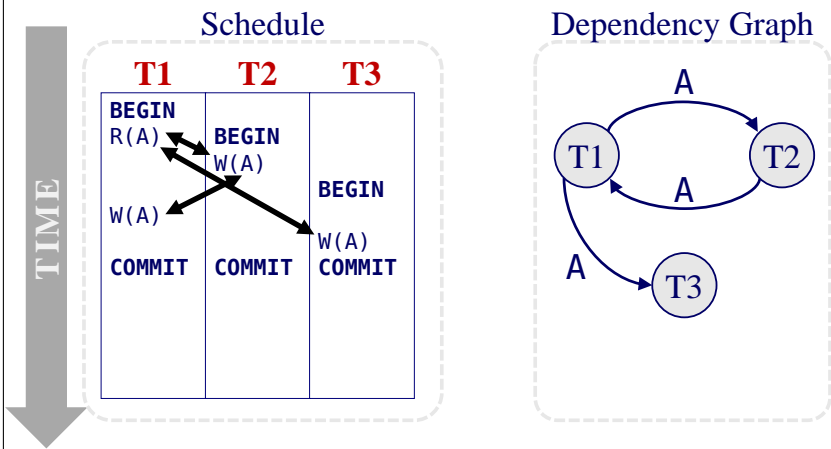 Schedule
Dependency Graph
TIME
T1 T2 T3
BEGIN
R(A)
BEGIN
W(A)
BEGIN
W(A)
W(A)
COMMIT COMMIT COMMIT
A
T1 T2
A
A
T3